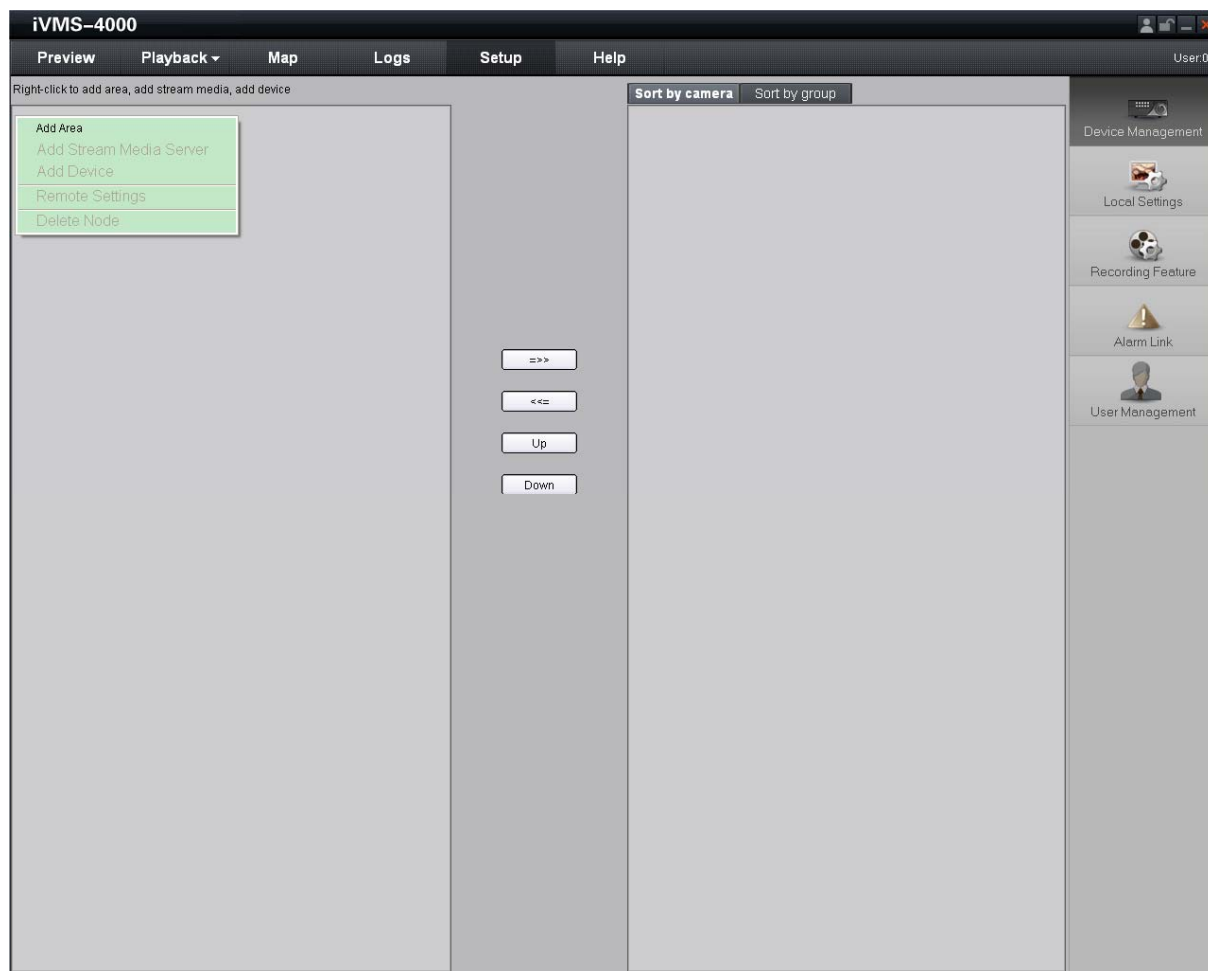 iVMS-4000
Preview Playback Map Logs Setup Help User:0
Right-click to add area, add stream media, add device
Sort by camera Sort by group
Add Area
Add Stream Media Server
Add Device
Remote Settings
Delete Node
=>>
<<=
Up
Down
Device Management
Local Settings
Recording Feature
Alarm Link
User Management